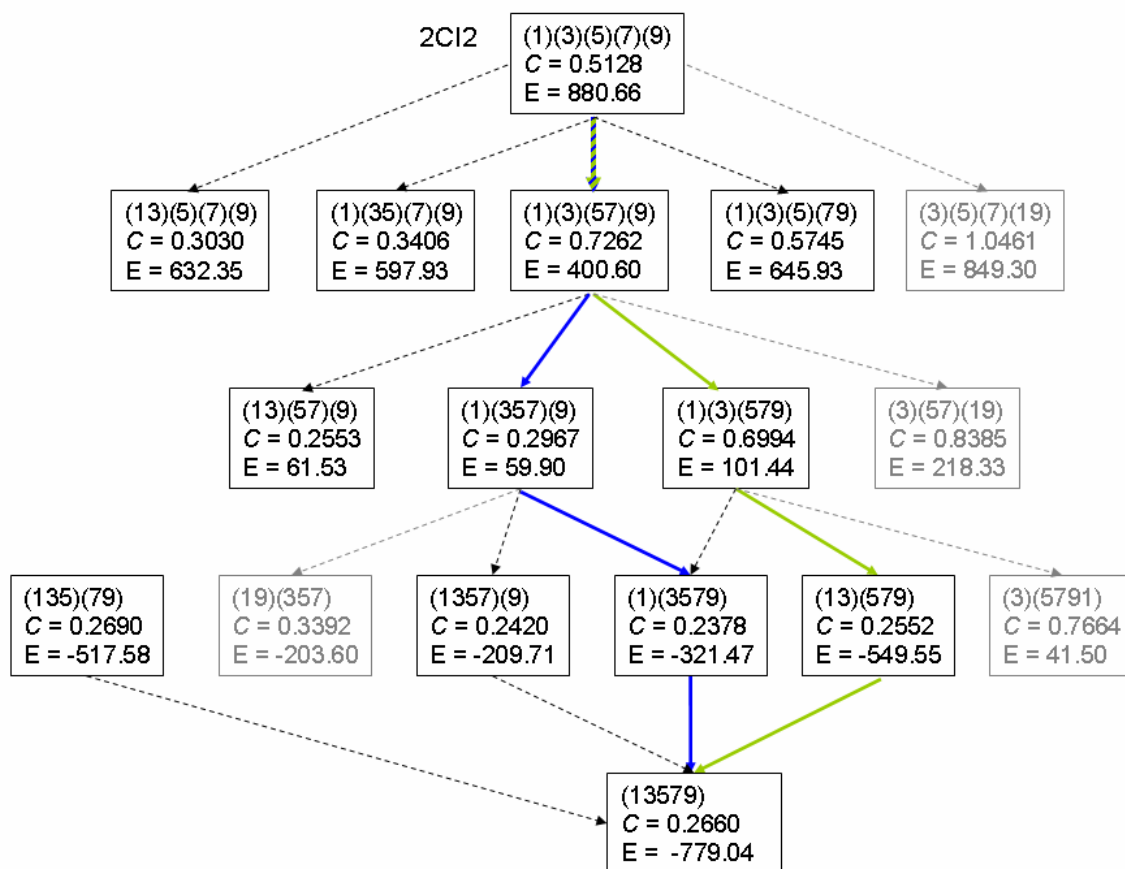 2CI2
(1)(3)(5)(7)(9)
C = 0.5128
E = 880.66
(13)(5)(7)(9)
C = 0.3030
E = 632.35
(1)(35)(7)(9)
C = 0.3406
E = 597.93
(1)(3)(57)(9)
C = 0.7262
E = 400.60
(1)(3)(5)(79)
C = 0.5745
E = 645.93
(3)(5)(7)(19)
C = 1.0461
E = 849.30
(13)(57)(9)
C = 0.2553
E = 61.53
(1)(357)(9)
C = 0.2967
E = 59.90
(1)(3)(579)
C = 0.6994
E = 101.44
(3)(57)(19)
C = 0.8385
E = 218.33
(135)(79)
C = 0.2690
E = -517.58
(19)(357)
C = 0.3392
E = -203.60
(1357)(9)
C = 0.2420
E = -209.71
(1)(3579)
C = 0.2378
E = -321.47
(13)(579)
C = 0.2552
E = -549.55
(3)(5791)
C = 0.7664
E = 41.50
(13579)
C = 0.2660
E = -779.04